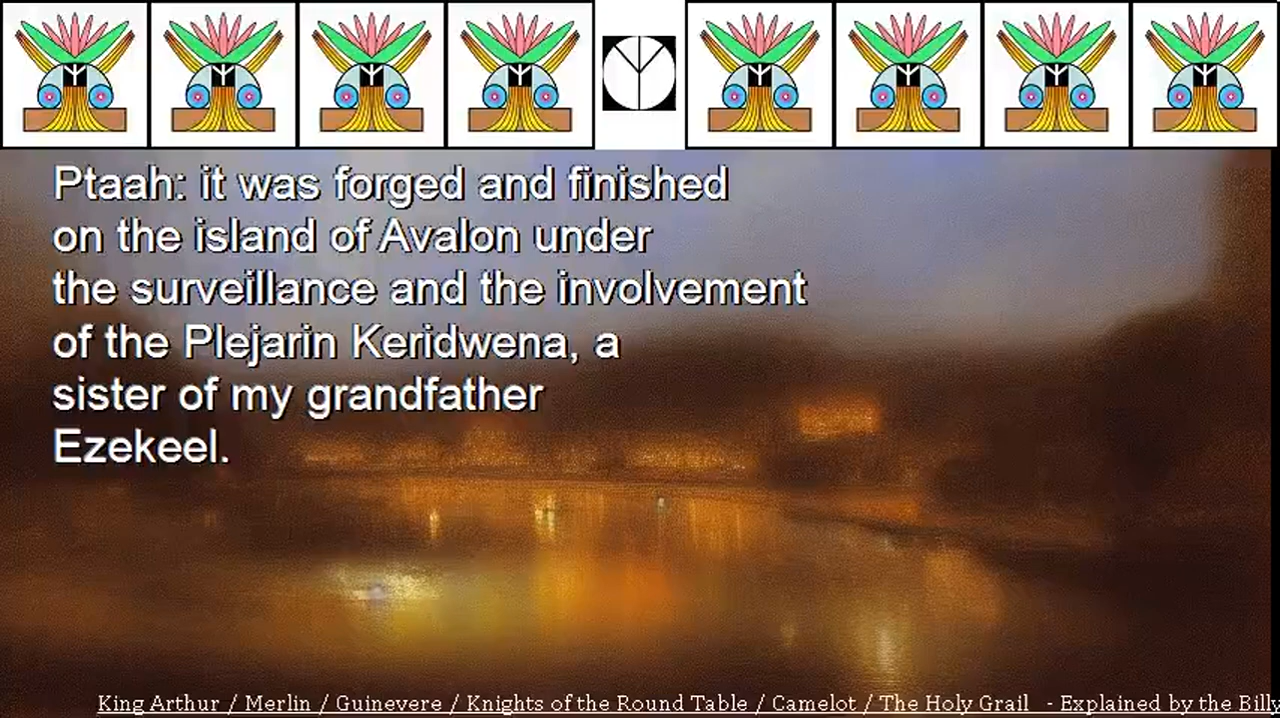 Ptaah: it was forged and finished
on the island of Avalon under
the surveillance and the involvement
of the Plejarin Keridwena, a
sister of my grandfather
Ezekeel.
King Arthur / Merlin / Guinevere / Knights of the Round Table / Camelot / The Holy Grail - Explained by the Billy